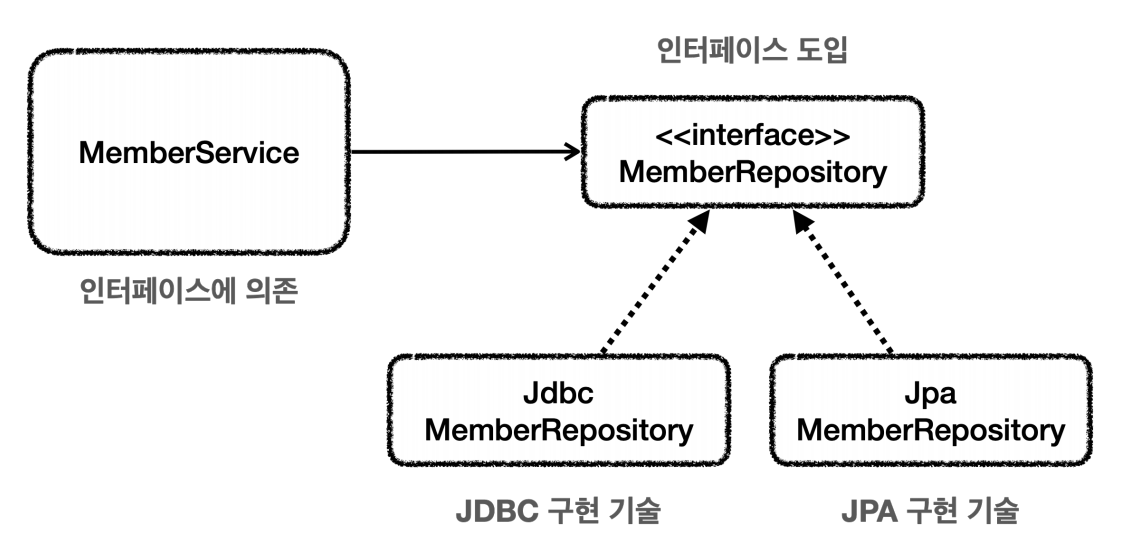 인터페이스 도입
MemberService
<<interface>>
MemberRepository
인터페이스에 의존
Jdbc
MemberRepository
Jpa
MemberRepository
JDBC 구현 기술
JPA 구현 기술